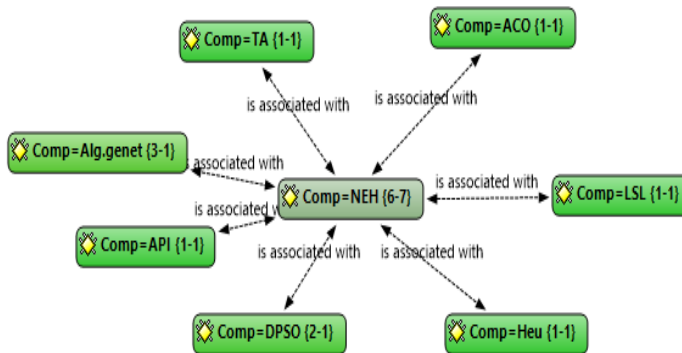 Comp=TA {1-1}
Comp=ACO {1-1}
is associated with
is associated with
Comp=Alg.genet {3-1}
is associated with
is associated with
Comp=NEH {6-7}
Comp=LSL {1-1}
is associated w
Comp=API {1-1}
is associated with
is associated with
Comp=DPSO {2-1}
Comp=Heu {1-1}